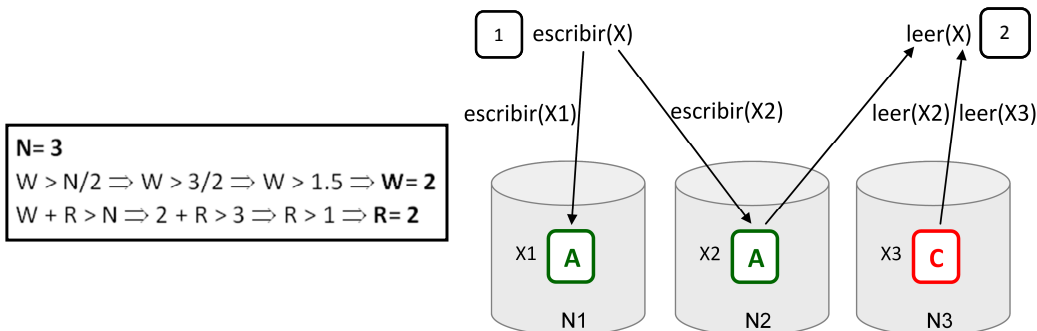 N= 3
W > N/2 ⟹ W > 3/2 ⟹ W > 1.5 ⟹ W= 2
W + R > N ⟹ 2 + R > 3 ⟹ R > 1 ⟹ R= 2
1 escribir(X)
leer(X) 2
escribir(X1)
escribir(X2)
leer(X2)
leer(X3)
X1 A
X2 A
X3 C
N1
N2
N3